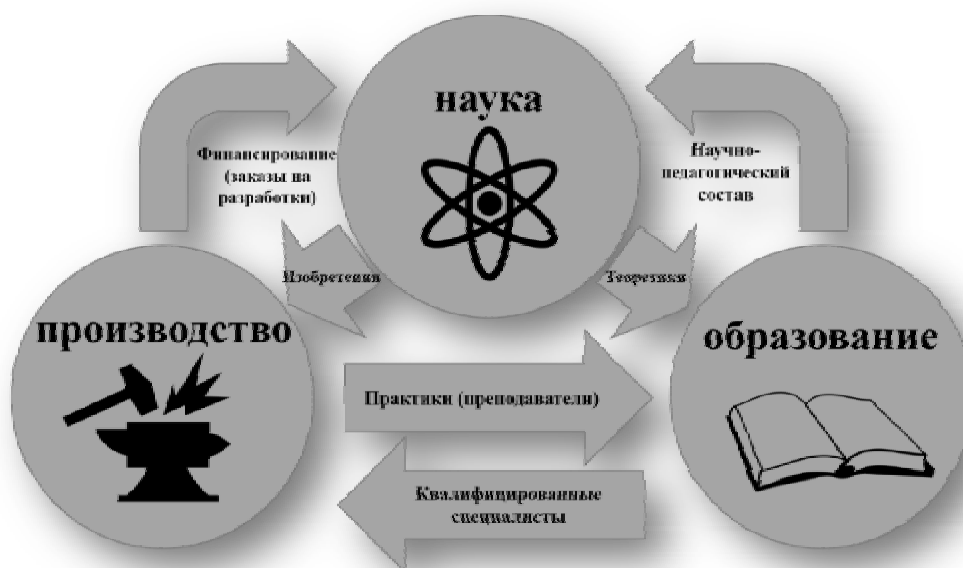 наука
Финансирование
(заказы на
разработки)
Научно-
педагогический
состав
Изобретения
Теоретики
производство
образование
Практики (преподаватели)
Квалифицированные
специалисты